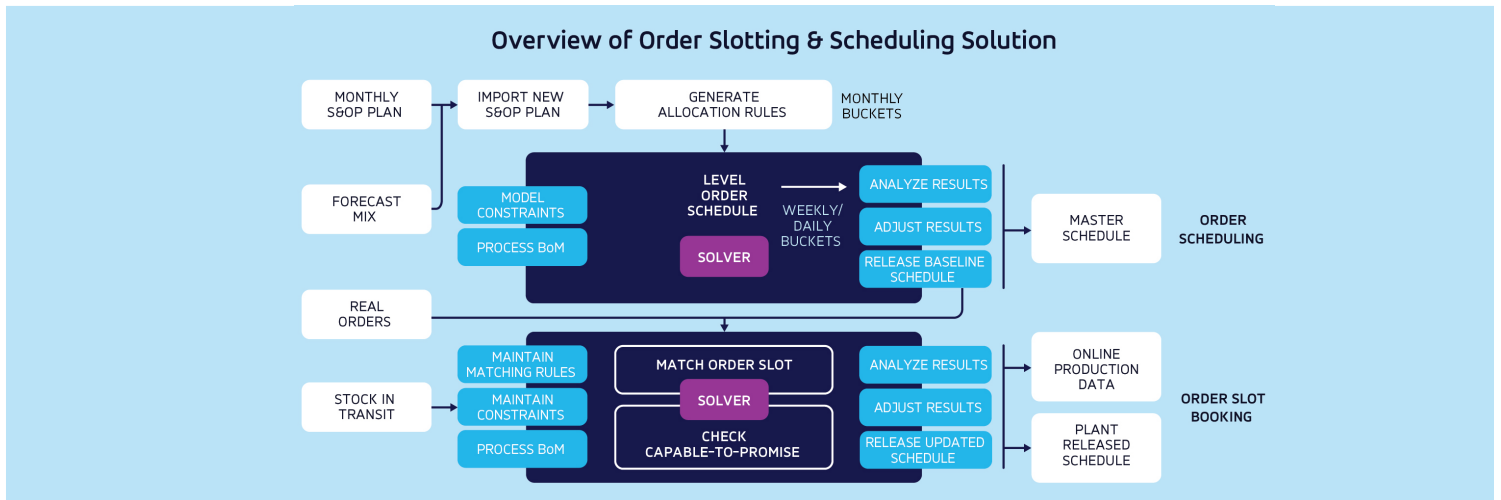 Overview of Order Slotting & Scheduling Solution
MONTHLY
S&OP PLAN
IMPORT NEW
S&OP PLAN
GENERATE
ALLOCATION RULES
MONTHLY
BUCKETS
FORECAST
MIX
MODEL
CONSTRAINTS
PROCESS BoM
LEVEL
ORDER
SCHEDULE
SOLVER
WEEKLY/
DAILY
BUCKETS
ANALYZE RESULTS
ADJUST RESULTS
RELEASE BASELINE
SCHEDULE
MASTER
SCHEDULE
ORDER
SCHEDULING
REAL
ORDERS
STOCK IN
TRANSIT
MAINTAIN
MATCHING RULES
MAINTAIN
CONSTRAINTS
PROCESS BoM
MATCH ORDER SLOT
SOLVER
CHECK
CAPABLE-TO-PROMISE
ANALYZE RESULTS
ADJUST RESULTS
RELEASE UPDATED
SCHEDULE
ONLINE
PRODUCTION
DATA
PLANT
RELEASED
SCHEDULE
ORDER SLOT
BOOKING